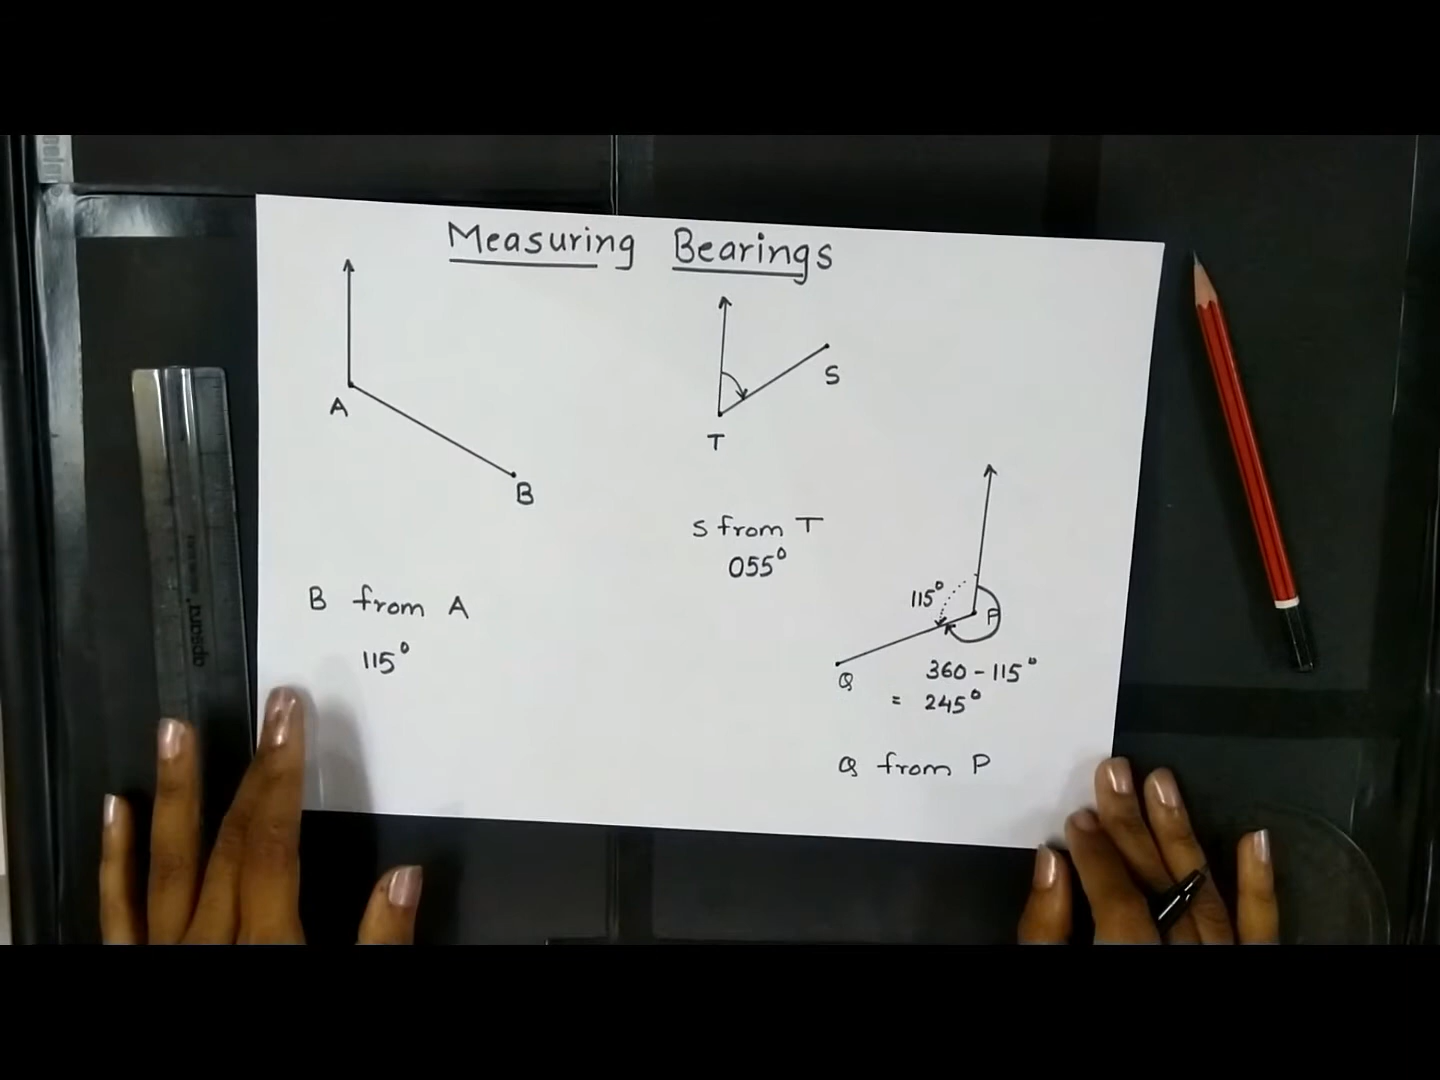 Measuring Bearings
A
B
B from A
115°
S
T
S from T
055°
115°
P
Q
360 - 115°
= 245°
Q from P